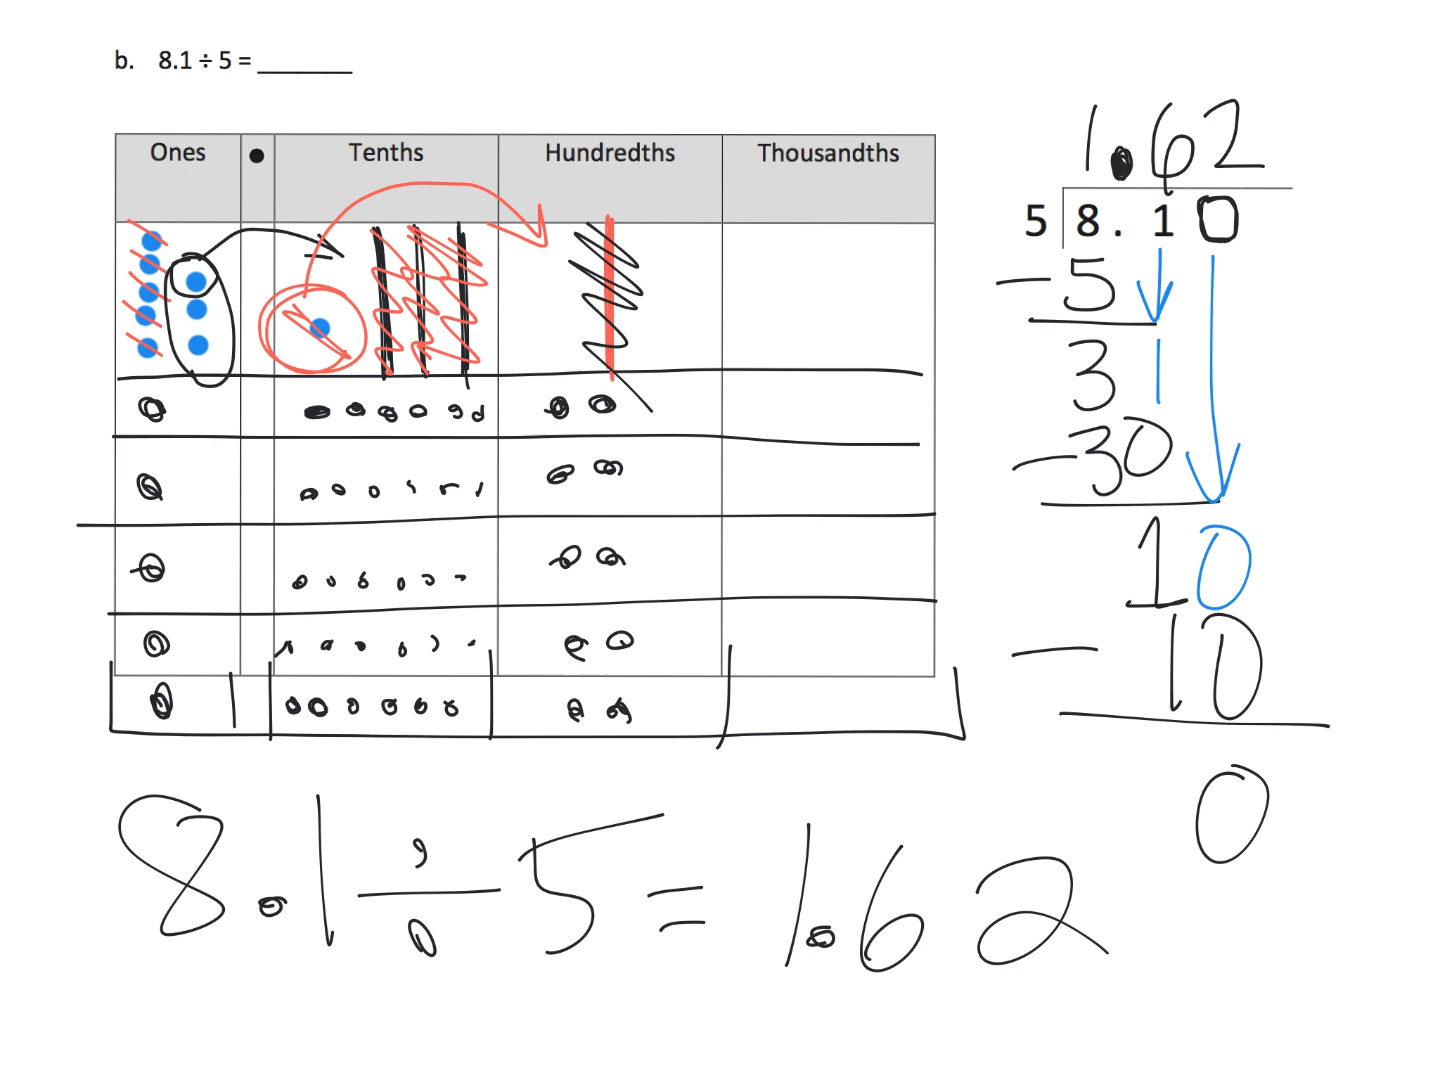 b. 8.1 ÷ 5 = ________
Ones • Tenths Hundredths Thousandths
1.62
5 8.10
- 5
31
- 30
10
- 10
0
8.1 ÷ 5 = 1.62